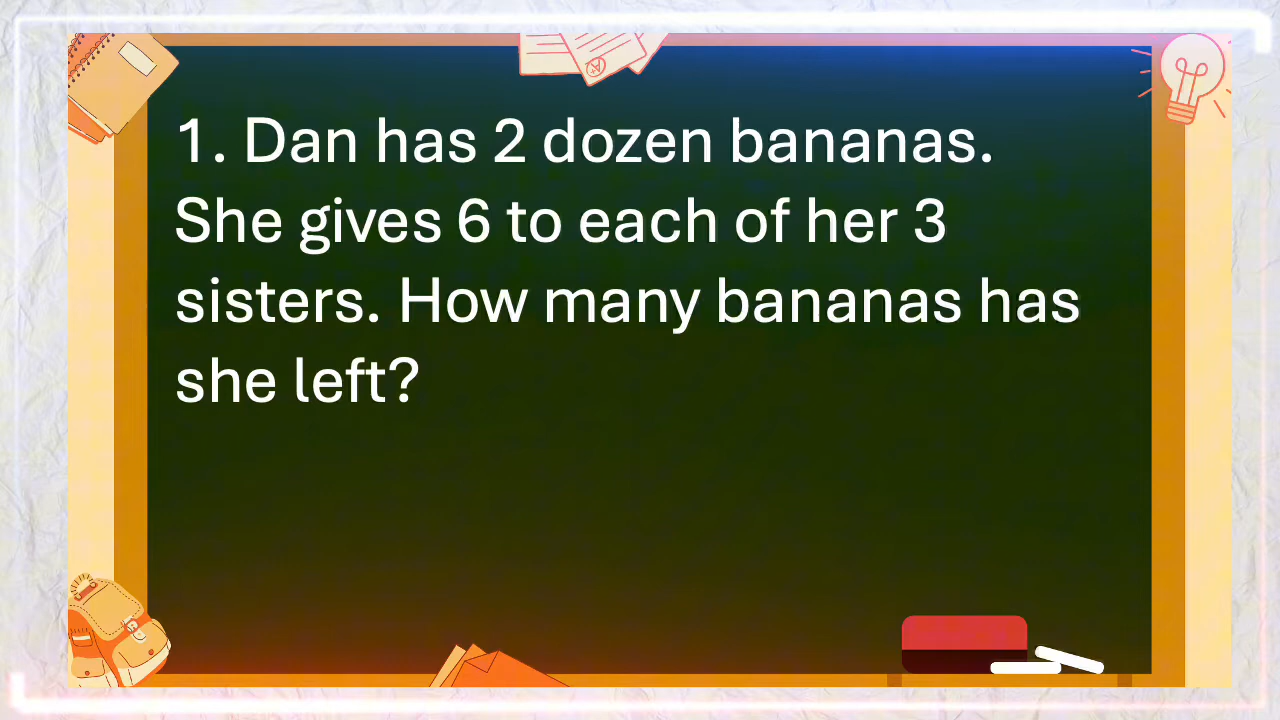 1. Dan has 2 dozen bananas.
She gives 6 to each of her 3
sisters. How many bananas has
she left?